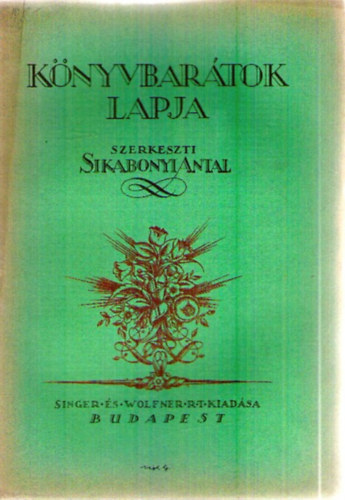 KÖNYVBARÁTOK
LAPJA
SZERKESZTI
SIKABONYI ANTAL
SINGER·ÉS·WOLFNER·R·T·KIADÁSA
BUDAPEST